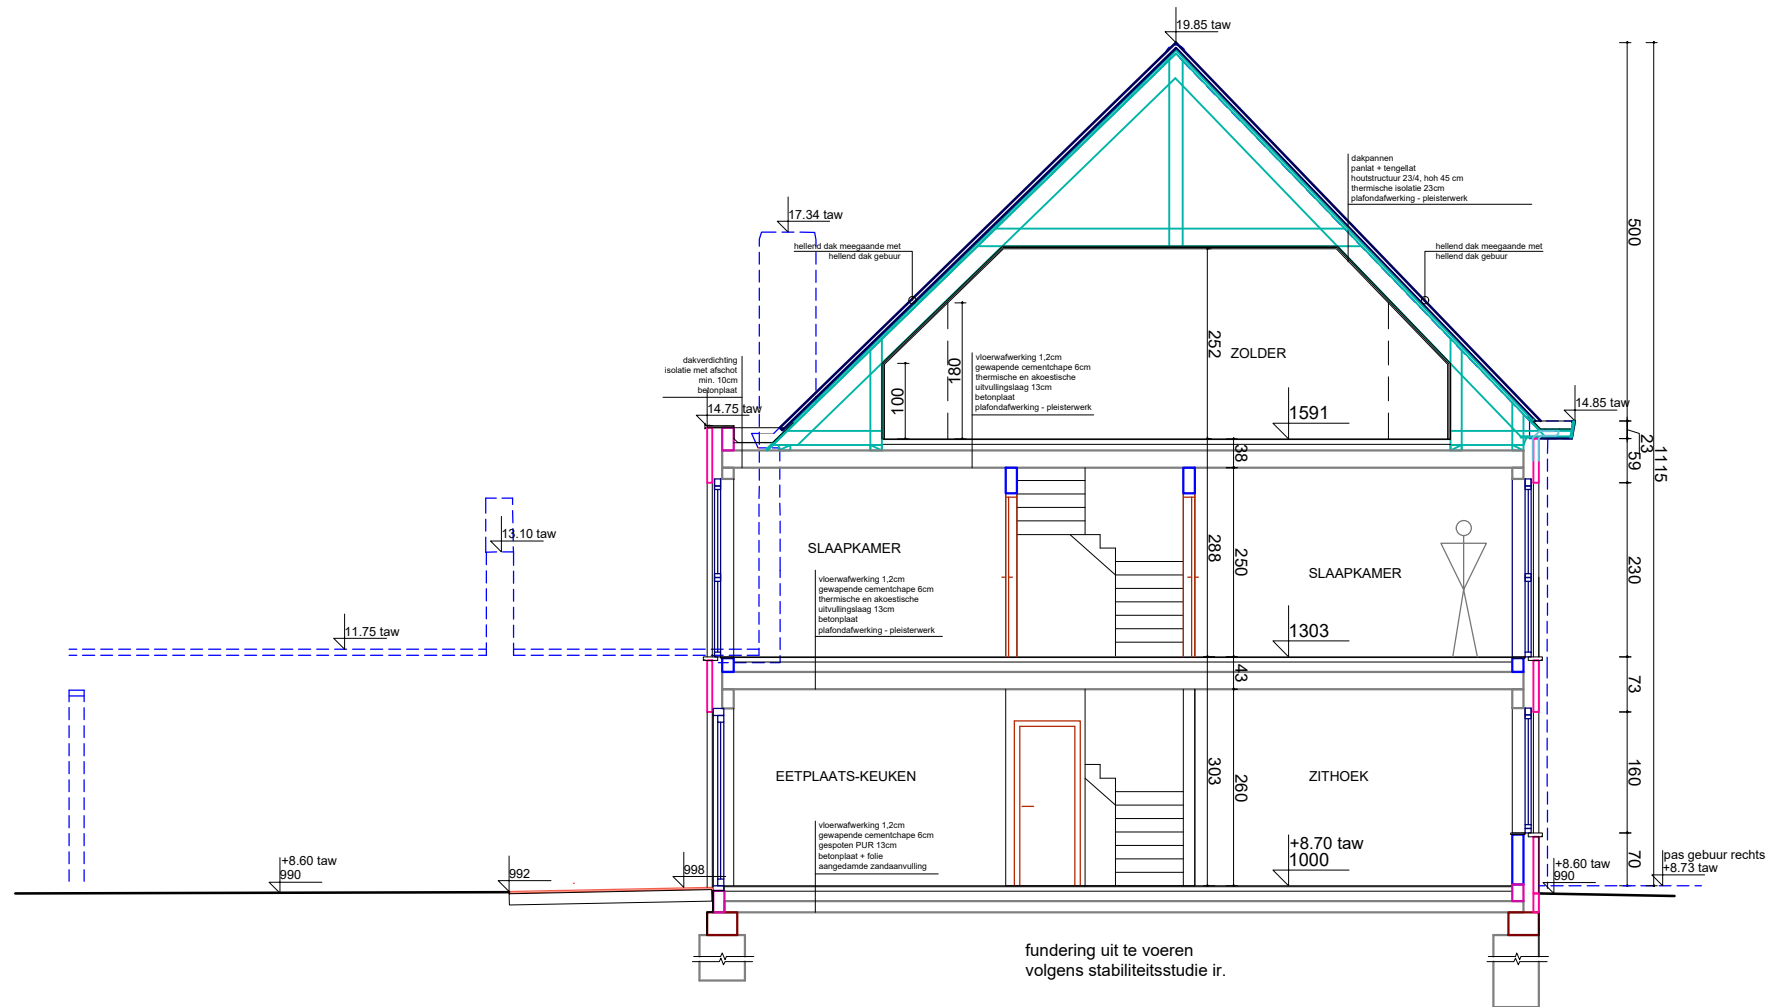 19.85 taw
17.34 taw
hellend dak meegaande met
hellend dak gebuur
dakpannen
panlat + tengellat
houtstructuur 23/4, hoh 45 cm
thermische isolatie 23cm
plafondafwerking - pleisterwerk
hellend dak meegaande met
hellend dak gebuur
500
dakverdichting
isolatie met afschot
min. 10cm
betonplaat
14.75 taw
100
180
vloerwafwerking 1,2cm
gewapende cementchape 6cm
thermische en akoestische
uitvullingslaag 13cm
betonplaat
plafondafwerking - pleisterwerk
252
ZOLDER
1591
14.85 taw
23
59
1115
38
13.10 taw
11.75 taw
SLAAPKAMER
vloerwafwerking 1,2cm
gewapende cementchape 6cm
thermische en akoestische
uitvullingslaag 13cm
betonplaat
plafondafwerking - pleisterwerk
288
250
SLAAPKAMER
1303
230
43
73
EETPLAATS-KEUKEN
303
260
ZITHOEK
160
vloerwafwerking 1,2cm
gewapende cementchape 6cm
gespoten PUR 13cm
betonplaat + folie
aangedamde zandaanvulling
+8.70 taw
1000
70
+8.60 taw
990
992
998
+8.60 taw
990
pas gebuur rechts
+8.73 taw
fundering uit te voeren
volgens stabiliteitsstudie ir.